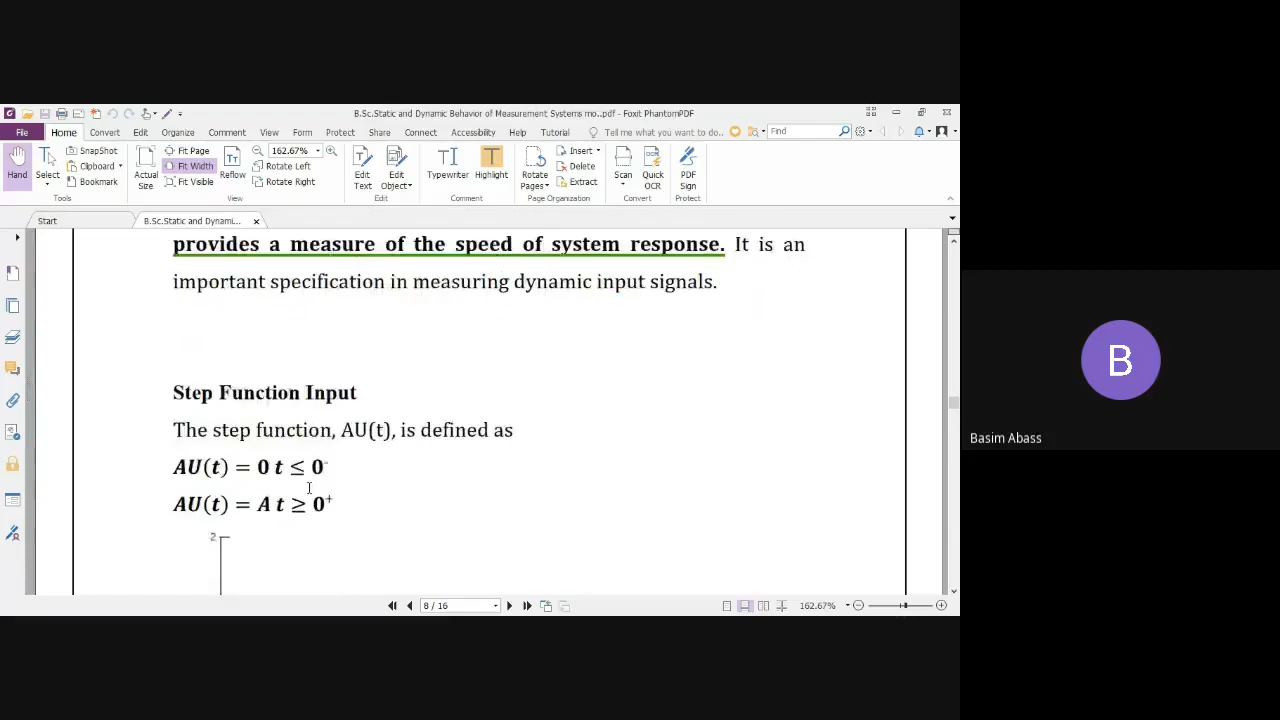 B.Sc.Static and Dynamic Behavior of Measurement Systems mo..pdf - Foxit PhantomPDF
File Home Convert Edit Organize Comment View Form Protect Share Connect Accessibility Help Tutorial Tell me what you want to do.. Find
Hand Select SnapShot Clipboard Bookmark
Actual Size Fit Page Fit Width Fit Visible Reflow 162.67% Rotate Left Rotate Right
Edit Text Edit Object Typewriter Highlight Rotate Pages Insert Delete Extract Scan Quick OCR PDF Sign
Tools View Edit Comment Page Organization Convert Protect
Start B.Sc.Static and Dynami...
provides a measure of the speed of system response. It is an
important specification in measuring dynamic input signals.
Step Function Input
The step function, AU(t), is defined as
AU(t) = 0 t ≤ 0⁻
AU(t) = A t ≥ 0⁺
2
8 / 16 162.67%
B
Basim Abass